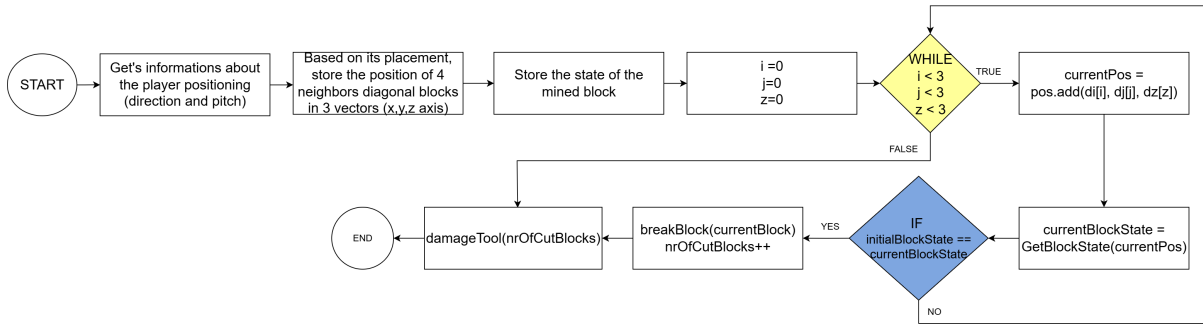 START
Get's informations about
the player positioning
(direction and pitch)
Based on its placement,
store the position of 4
neighbors diagonal blocks
in 3 vectors (x,y,z axis)
Store the state of the
mined block
i =0
j=0
z=0
WHILE
i < 3
j < 3
z < 3
TRUE
currentPos =
pos.add(di[i], dj[j], dz[z])
FALSE
END
damageTool(nrOfCutBlocks)
breakBlock(currentBlock)
nrOfCutBlocks++
YES
IF
initialBlockState ==
currentBlockState
currentBlockState =
GetBlockState(currentPos)
NO